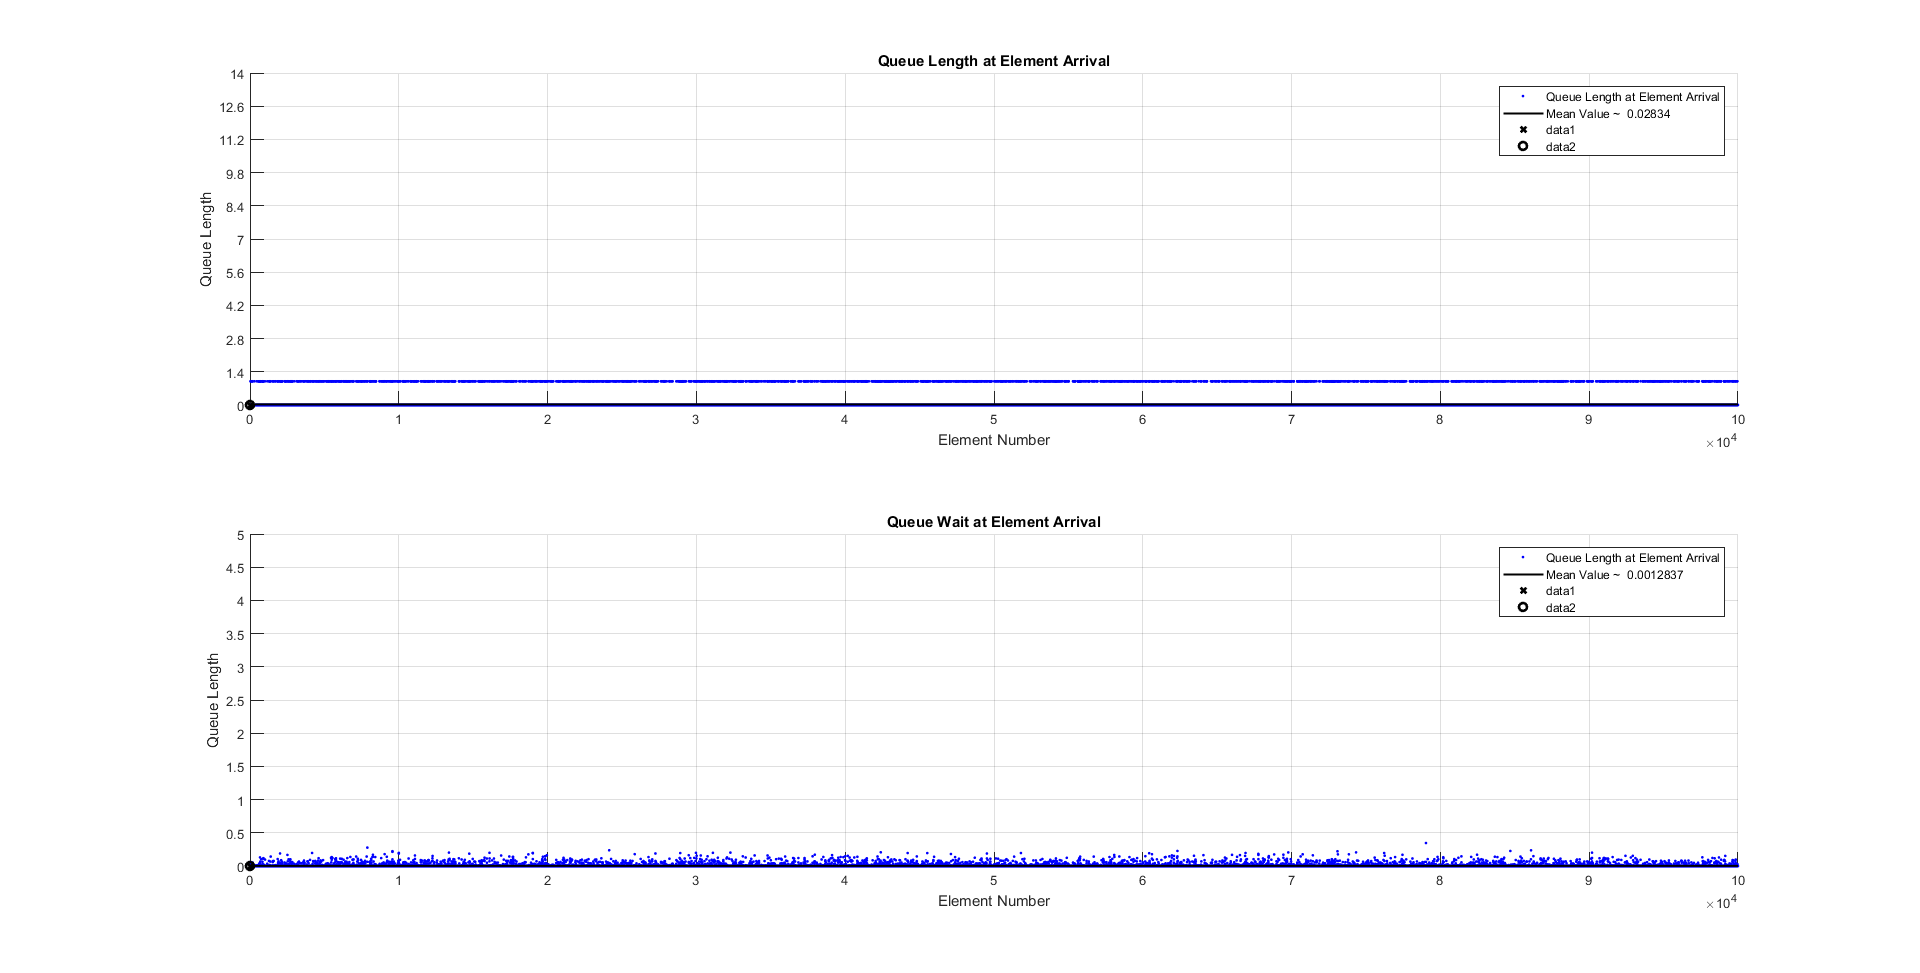 Queue Length at Element Arrival
14
12.6
11.2
9.8
8.4
7
5.6
4.2
2.8
1.4
0
Queue Length
Queue Length at Element Arrival
Mean Value ~ 0.02834
data1
data2
0 1 2 3 4 5 6 7 8 9 10
Element Number
×10^4
Queue Wait at Element Arrival
5
4.5
4
3.5
3
2.5
2
1.5
1
0.5
0
Queue Length
Queue Length at Element Arrival
Mean Value ~ 0.0012837
data1
data2
0 1 2 3 4 5 6 7 8 9 10
Element Number
×10^4